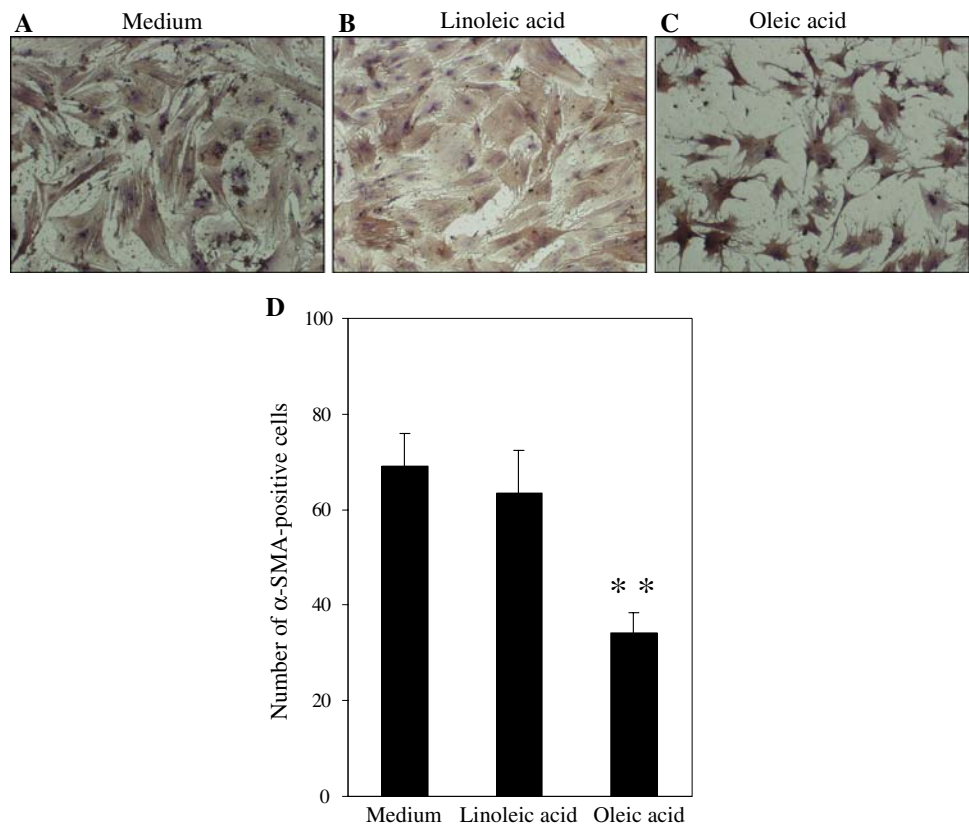 A Medium
B Linoleic acid
C Oleic acid
D
100
80
60
40
20
0
Number of α-SMA-positive cells
* *
Medium Linoleic acid Oleic acid